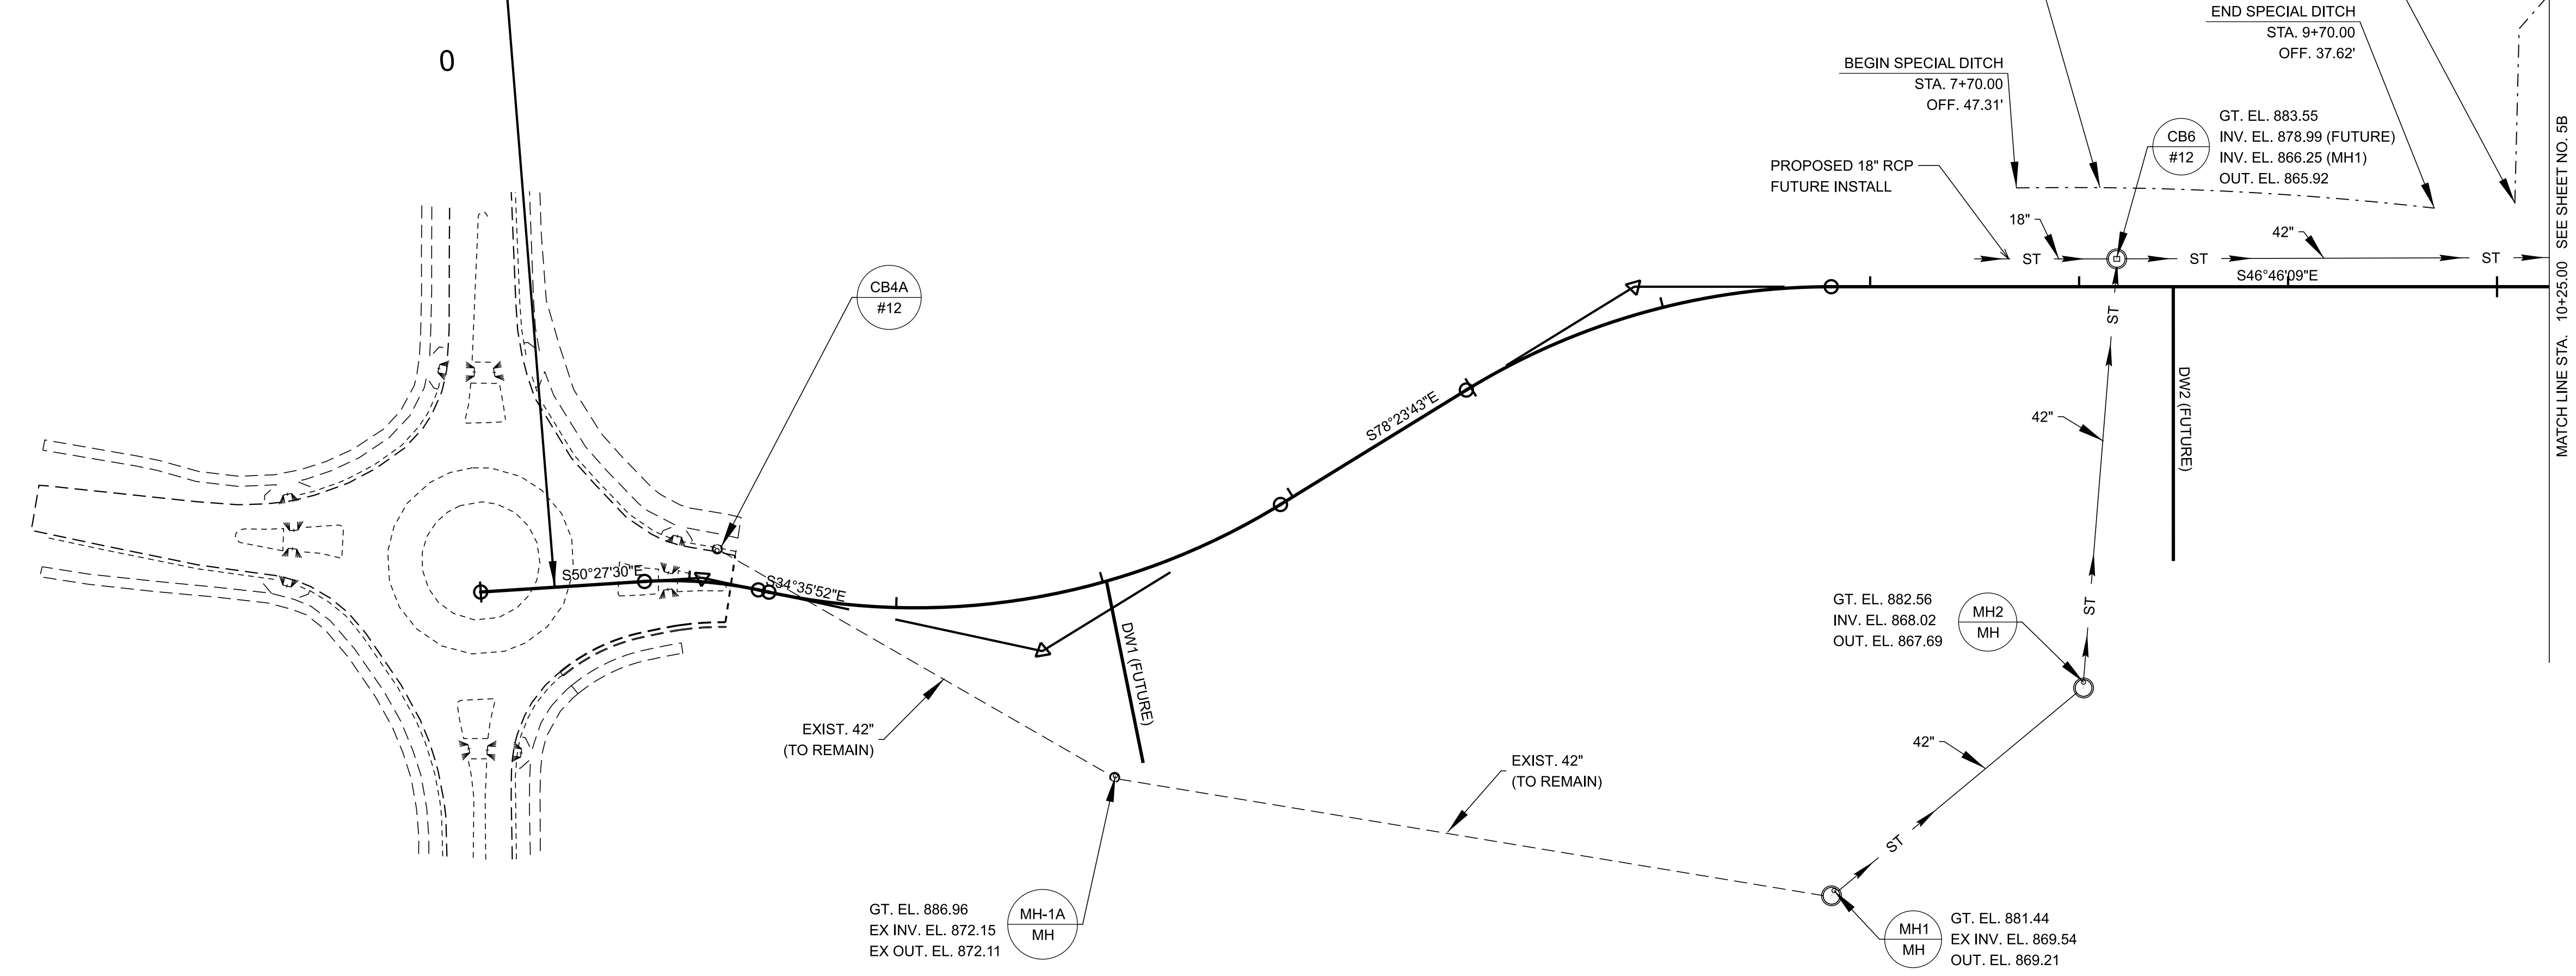 0
END SPECIAL DITCH
STA. 9+70.00
OFF. 37.62'
BEGIN SPECIAL DITCH
STA. 7+70.00
OFF. 47.31'
CB6
#12
GT. EL. 883.55
INV. EL. 878.99 (FUTURE)
INV. EL. 866.25 (MH1)
OUT. EL. 865.92
PROPOSED 18" RCP
FUTURE INSTALL
18"
42"
ST
ST
ST
S46°46'09"E
MATCH LINE STA. 10+25.00 SEE SHEET NO. 5B
CB4A
#12
ST
S78°23'43"E
42"
DW2 (FUTURE)
S50°27'30"E
S34°35'52"E
ST
GT. EL. 882.56
INV. EL. 868.02
OUT. EL. 867.69
MH2
MH
DW1 (FUTURE)
EXIST. 42"
(TO REMAIN)
EXIST. 42"
(TO REMAIN)
42"
ST
GT. EL. 886.96
EX INV. EL. 872.15
EX OUT. EL. 872.11
MH-1A
MH
MH1
MH
GT. EL. 881.44
EX INV. EL. 869.54
OUT. EL. 869.21